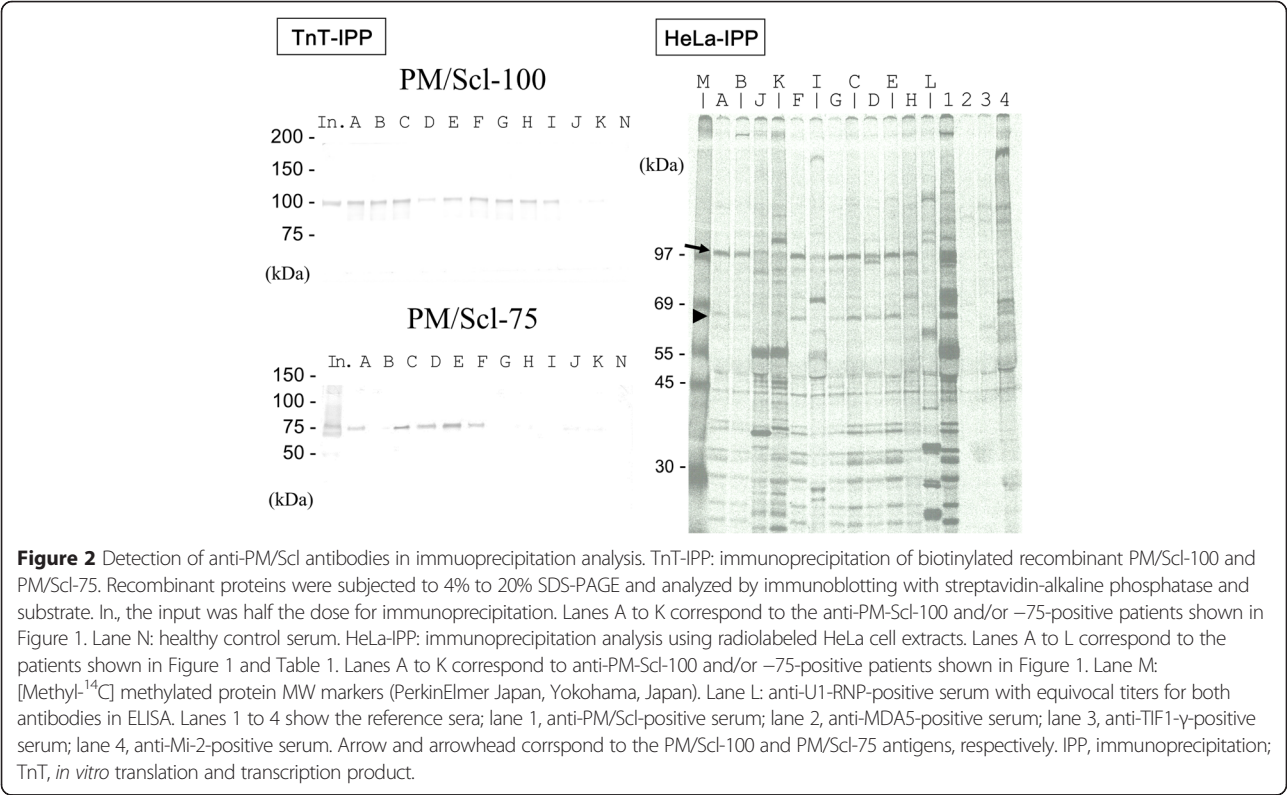 TnT-IPP
PM/Scl-100
In. A B C D E F G H I J K N
200 -
150 -
100 -
75 -
(kDa)
PM/Scl-75
In. A B C D E F G H I J K N
150 -
100 -
75 -
50 -
(kDa)
HeLa-IPP
M B K I C E L
| A | J | F | G | D | H | 1 2 3 4
(kDa)
97 -
69 -
55 -
45 -
30 -
Figure 2 Detection of anti-PM/Scl antibodies in immuoprecipitation analysis. TnT-IPP: immunoprecipitation of biotinylated recombinant PM/Scl-100 and
PM/Scl-75. Recombinant proteins were subjected to 4% to 20% SDS-PAGE and analyzed by immunoblotting with streptavidin-alkaline phosphatase and
substrate. In., the input was half the dose for immunoprecipitation. Lanes A to K correspond to the anti-PM-Scl-100 and/or −75-positive patients shown in
Figure 1. Lane N: healthy control serum. HeLa-IPP: immunoprecipitation analysis using radiolabeled HeLa cell extracts. Lanes A to L correspond to the
patients shown in Figure 1 and Table 1. Lanes A to K correspond to anti-PM-Scl-100 and/or −75-positive patients shown in Figure 1. Lane M:
[Methyl-¹⁴C] methylated protein MW markers (PerkinElmer Japan, Yokohama, Japan). Lane L: anti-U1-RNP-positive serum with equivocal titers for both
antibodies in ELISA. Lanes 1 to 4 show the reference sera; lane 1, anti-PM/Scl-positive serum; lane 2, anti-MDA5-positive serum; lane 3, anti-TIF1-γ-positive
serum; lane 4, anti-Mi-2-positive serum. Arrow and arrowhead corrspond to the PM/Scl-100 and PM/Scl-75 antigens, respectively. IPP, immunoprecipitation;
TnT, in vitro translation and transcription product.